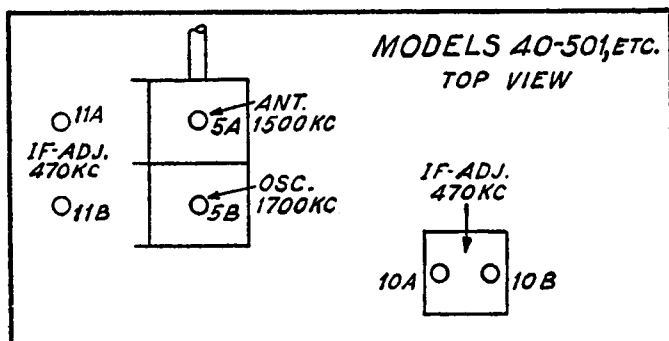 MODELS 40-501, ETC.
TOP VIEW
11A
5A
ANT.
1500KC
IF-ADJ.
470KC
11B
5B
OSC.
1700KC
IF-ADJ.
470KC
10A
10B